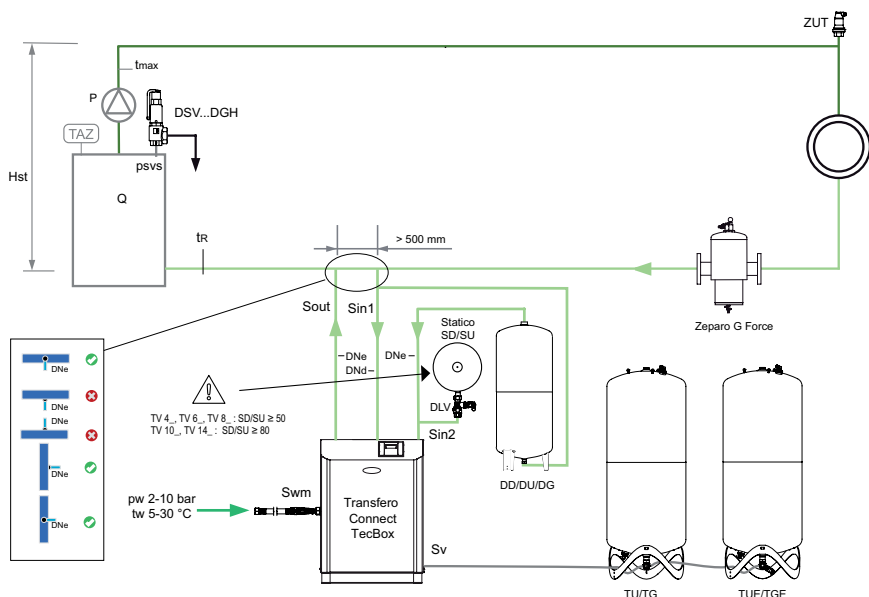 ZUT
tmax
P
DSV...DGH
TAZ
psvs
Hst
Q
tR
> 500 mm
Zeparo G Force
Sout
Sin1
Statico
SD/SU
DNe
DNd
DNe
DNe
DNe
DNe
DNe
DNe
TV 4_, TV 6_, TV 8_ : SD/SU ≥ 50
TV 10_, TV 14_ : SD/SU ≥ 80
DLV
Sin2
DD/DU/DG
pw 2-10 bar
tw 5-30 °C
Swm
Transfero
Connect
TecBox
Sv
TU/TG
TUE/TGE